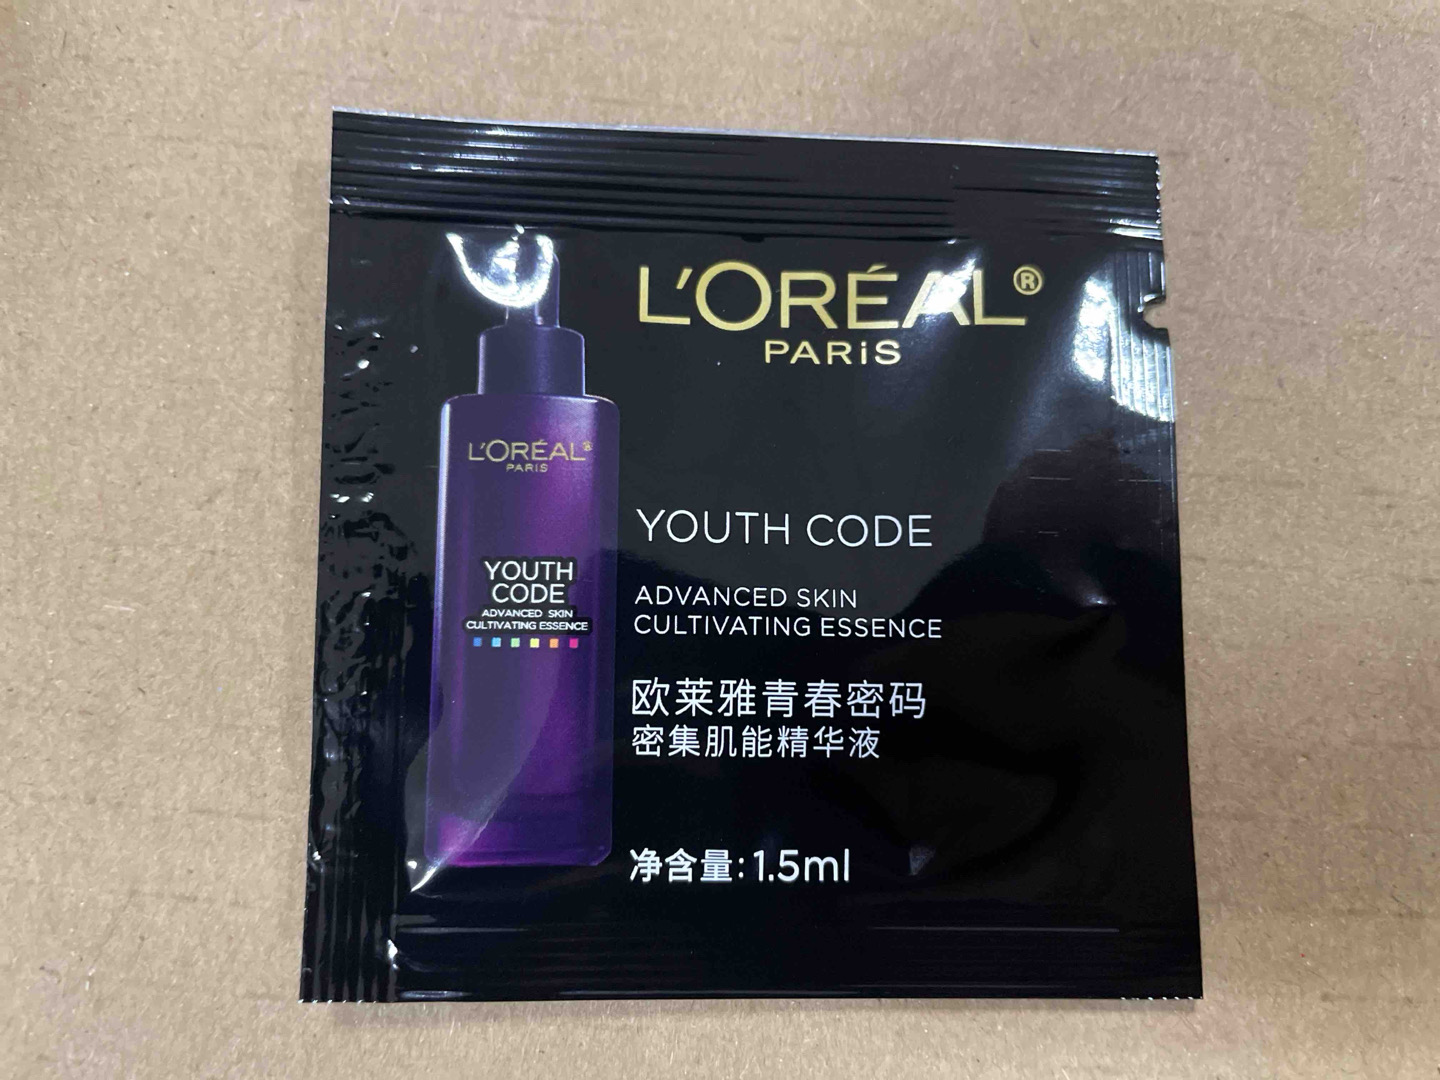 L'ORÉAL®
PARiS
YOUTH CODE
ADVANCED SKIN
CULTIVATING ESSENCE
欧莱雅青春密码
密集肌能精华液
净含量:1.5ml
L'ORÉAL®
PARiS
YOUTH
CODE
ADVANCED SKIN
CULTIVATING ESSENCE